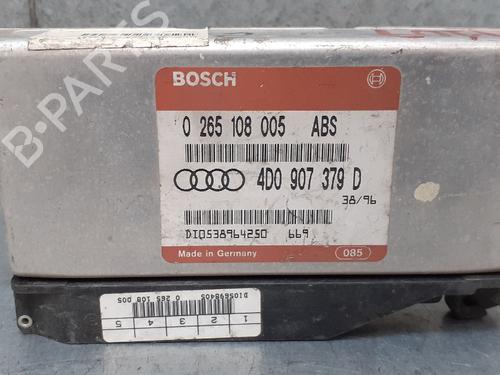 BOSCH
0 265 108 005 ABS
4D0 907 379 D
38/96
DI0538964250 669
Made in Germany 085
1 2 3 4 5
0 265 108 005
DI05698405
B-PARTS